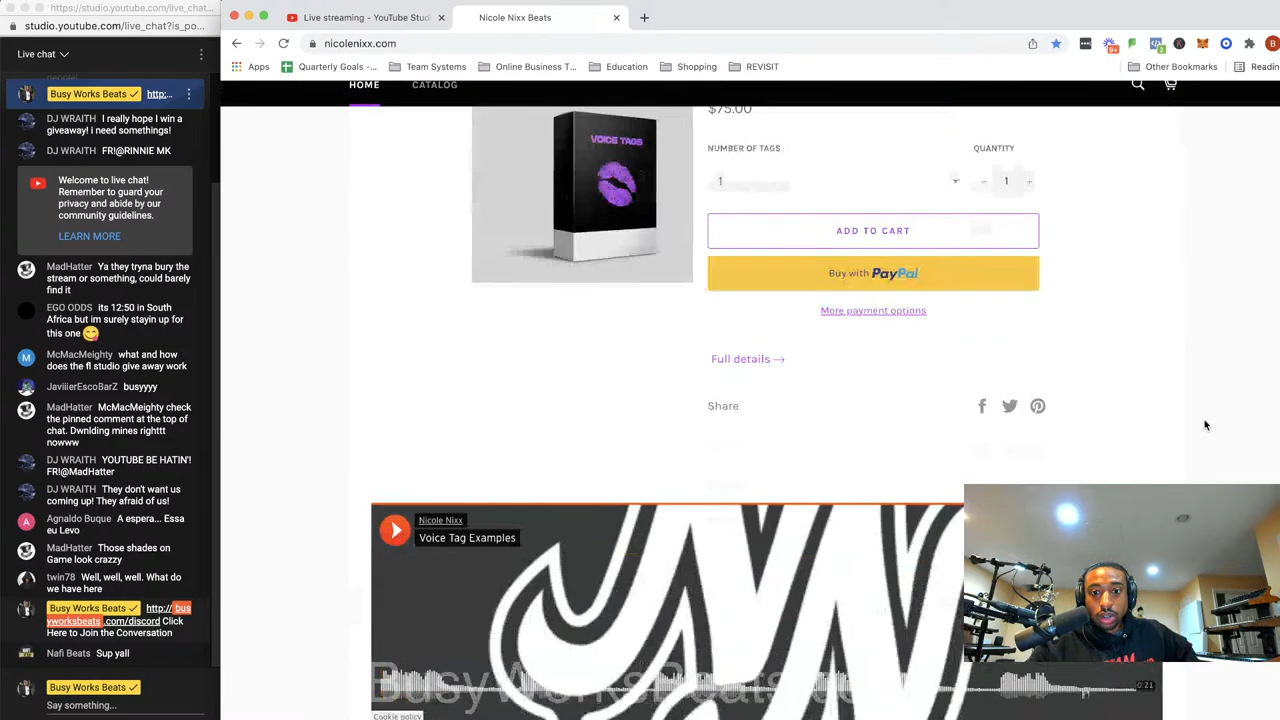 https://studio.youtube.com/live_chat...
studio.youtube.com/live_chat?is_po...
Live chat
Busy Works Beats http:...
DJ WRAITH I really hope I win a
giveaway! i need somethings!
DJ WRAITH FR!@RINNIE MK
Welcome to live chat!
Remember to guard your
privacy and abide by our
community guidelines.
LEARN MORE
MadHatter Ya they tryna bury the
stream or something, could barely
find it
EGO ODDS its 12:50 in South
Africa but im surely stayin up for
this one
McMacMeighty what and how
does the fl studio give away work
JaviiierEscoBarZ busyyyy
MadHatter McMacMeighty check
the pinned comment at the top of
chat. Dwnlding mines righttt
nowww
DJ WRAITH YOUTUBE BE HATIN'!
FR!@MadHatter
DJ WRAITH They don't want us
coming up! They afraid of us!
Agnaldo Buque A espera... Essa
eu Levo
MadHatter Those shades on
Game look crazzy
twin78 Well, well, well. What do
we have here
Busy Works Beats http://bus
yworksbeats.com/discord Click
Here to Join the Conversation
Nafi Beats Sup yall
Busy Works Beats
Say something...
Live streaming - YouTube Stud
Nicole Nixx Beats
nicolenixx.com
9+
2
B
Apps
Quarterly Goals -...
Team Systems
Online Business T...
Education
Shopping
REVISIT
Other Bookmarks
Readin
HOME
CATALOG
$75.00
VOICE TAGS
NUMBER OF TAGS
QUANTITY
1
1
ADD TO CART
Buy with PayPal
More payment options
Full details →
Share
Nicole Nixx
Voice Tag Examples
BusyWorksBeats
0:21
Cookie policy